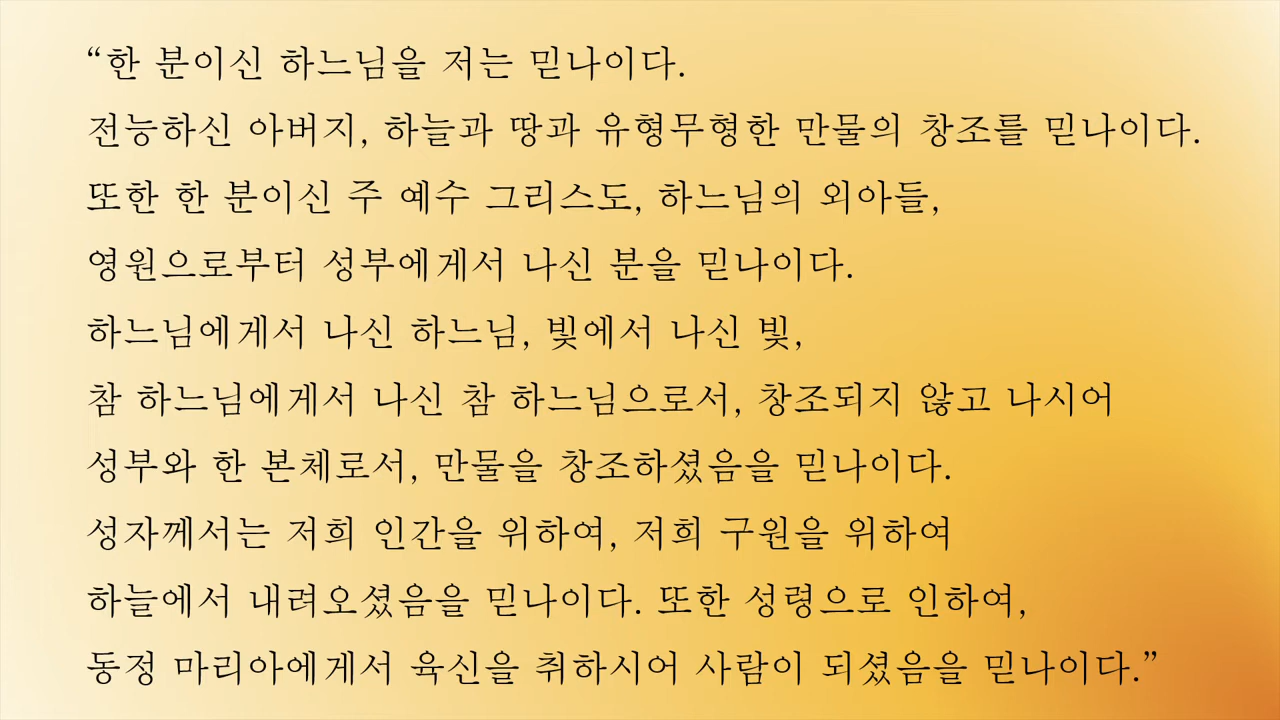 “한 분이신 하느님을 저는 믿나이다.
전능하신 아버지, 하늘과 땅과 유형무형한 만물의 창조를 믿나이다.
또한 한 분이신 주 예수 그리스도, 하느님의 외아들,
영원으로부터 성부에게서 나신 분을 믿나이다.
하느님에게서 나신 하느님, 빛에서 나신 빛,
참 하느님에게서 나신 참 하느님으로서, 창조되지 않고 나시어
성부와 한 본체로서, 만물을 창조하셨음을 믿나이다.
성자께서는 저희 인간을 위하여, 저희 구원을 위하여
하늘에서 내려오셨음을 믿나이다. 또한 성령으로 인하여,
동정 마리아에게서 육신을 취하시어 사람이 되셨음을 믿나이다.”